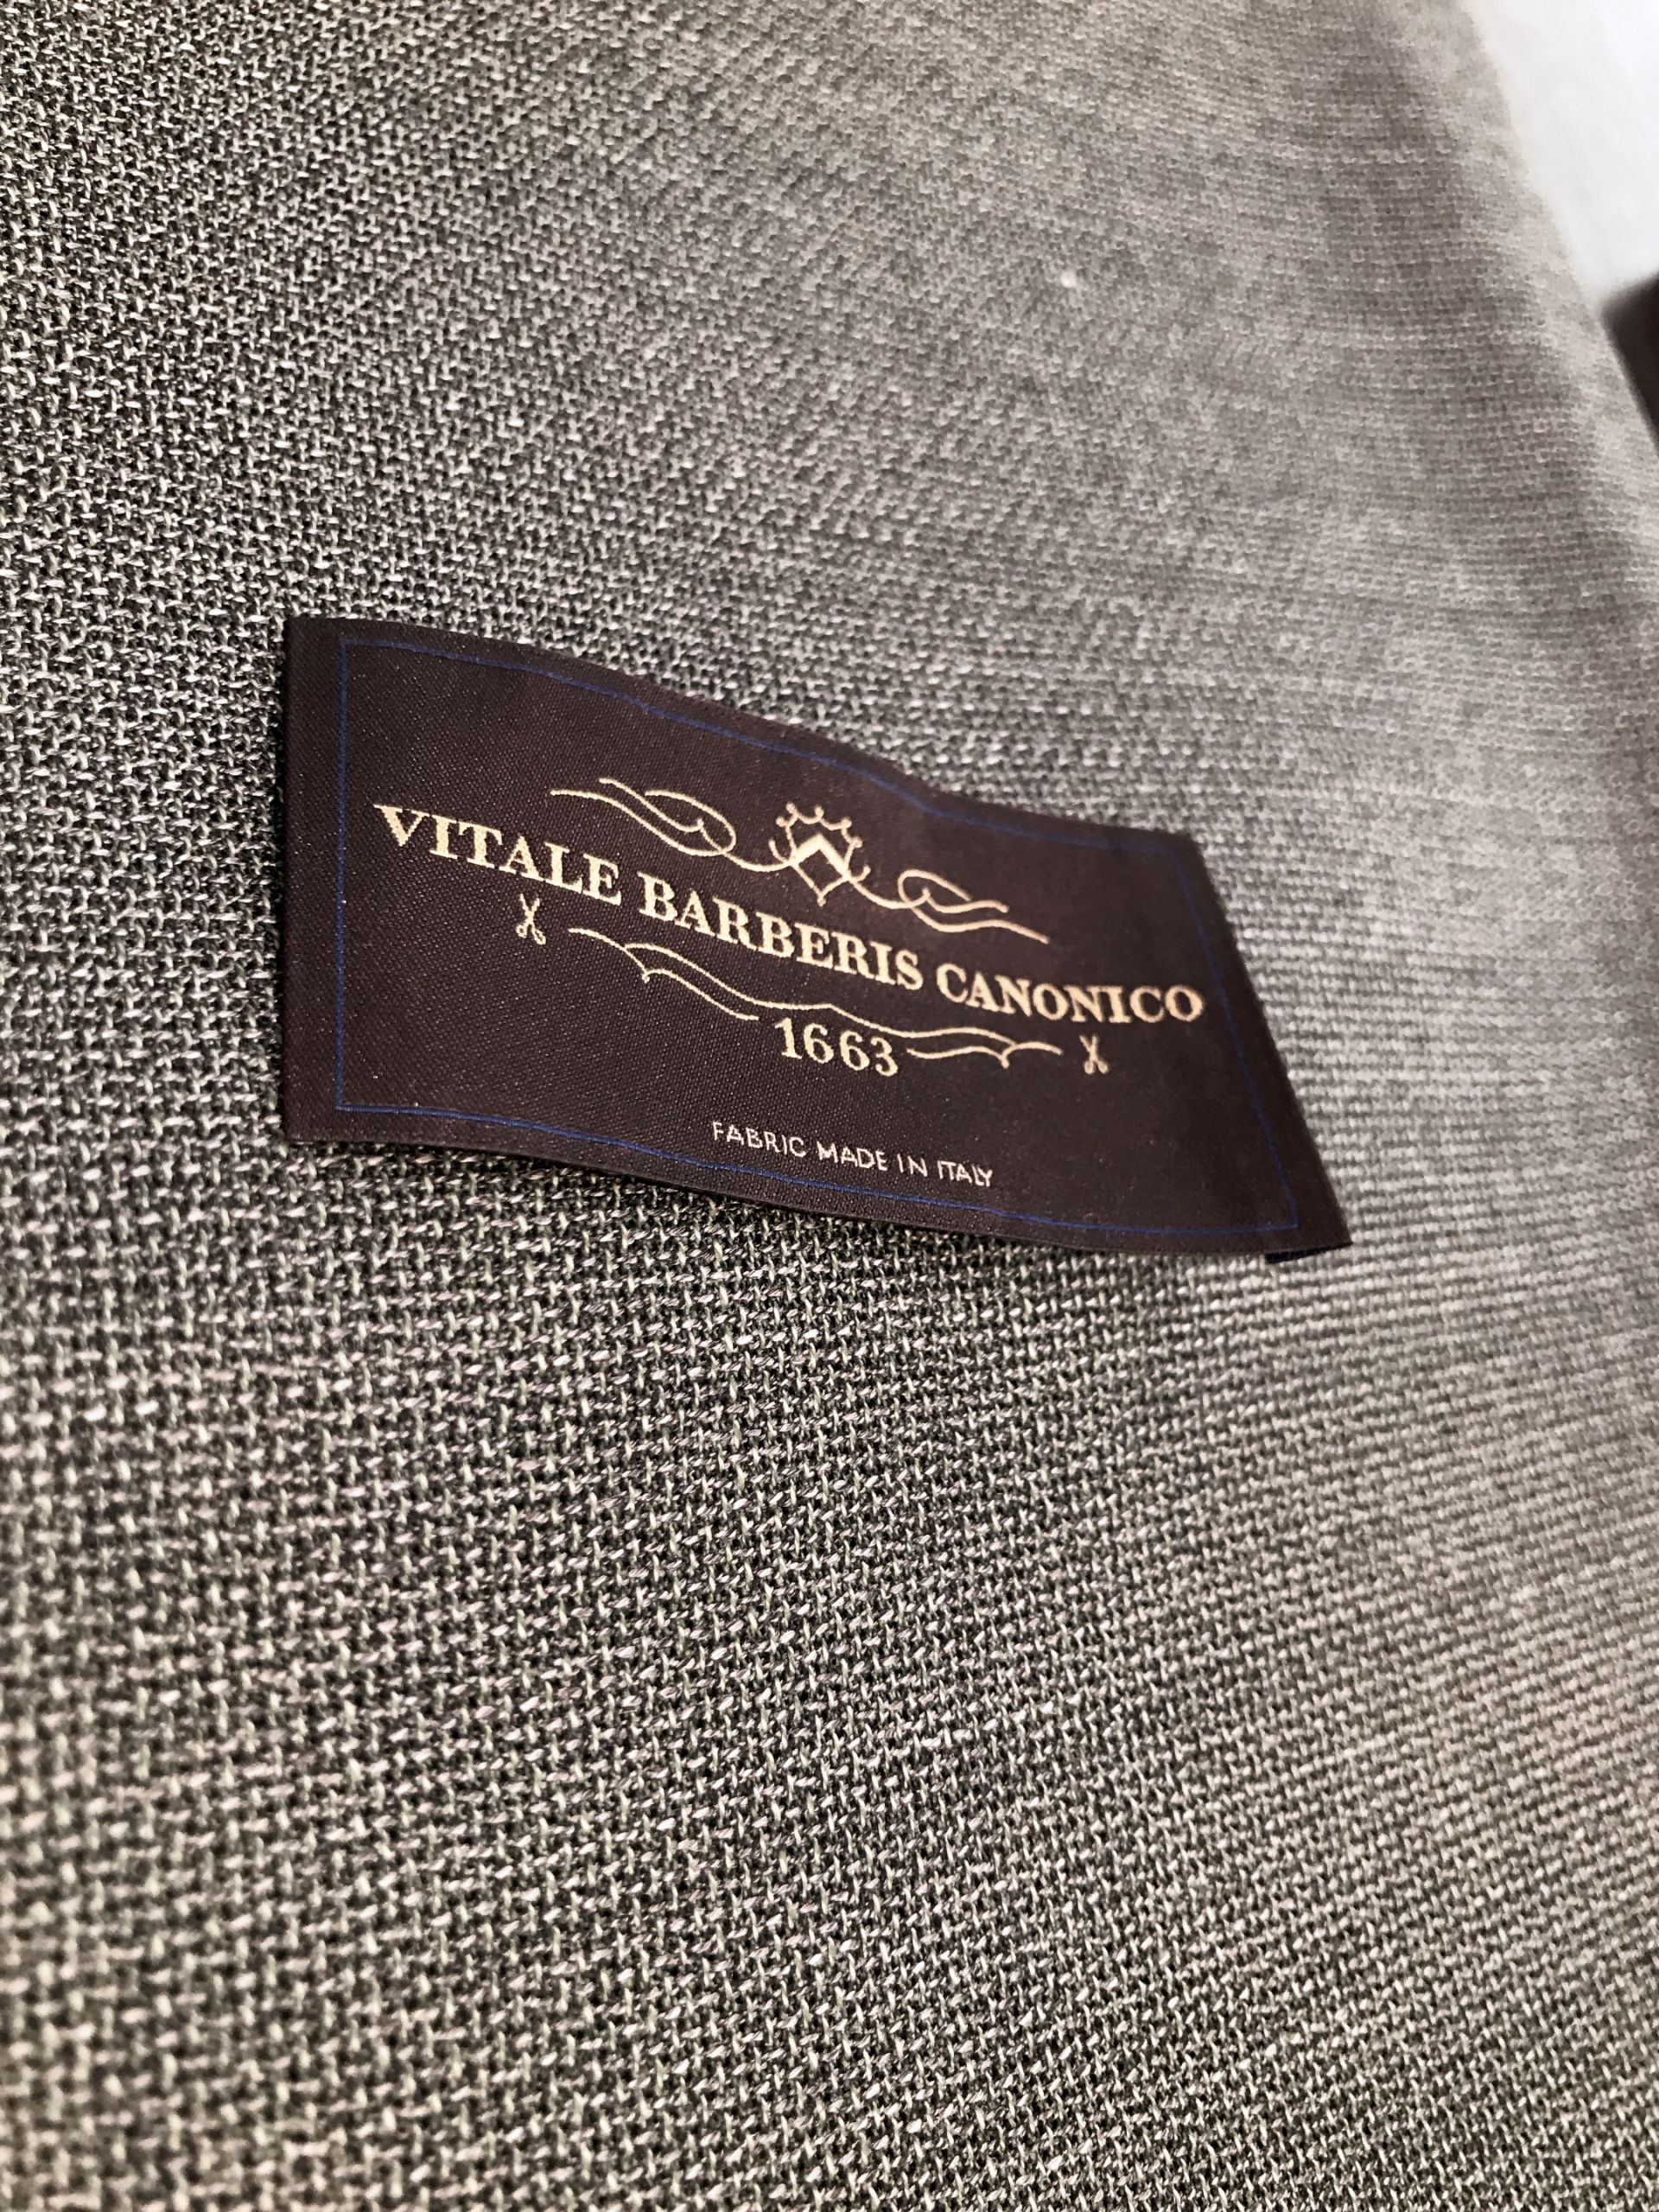 VITALE BARBERIS CANONICO
1663
FABRIC MADE IN ITALY